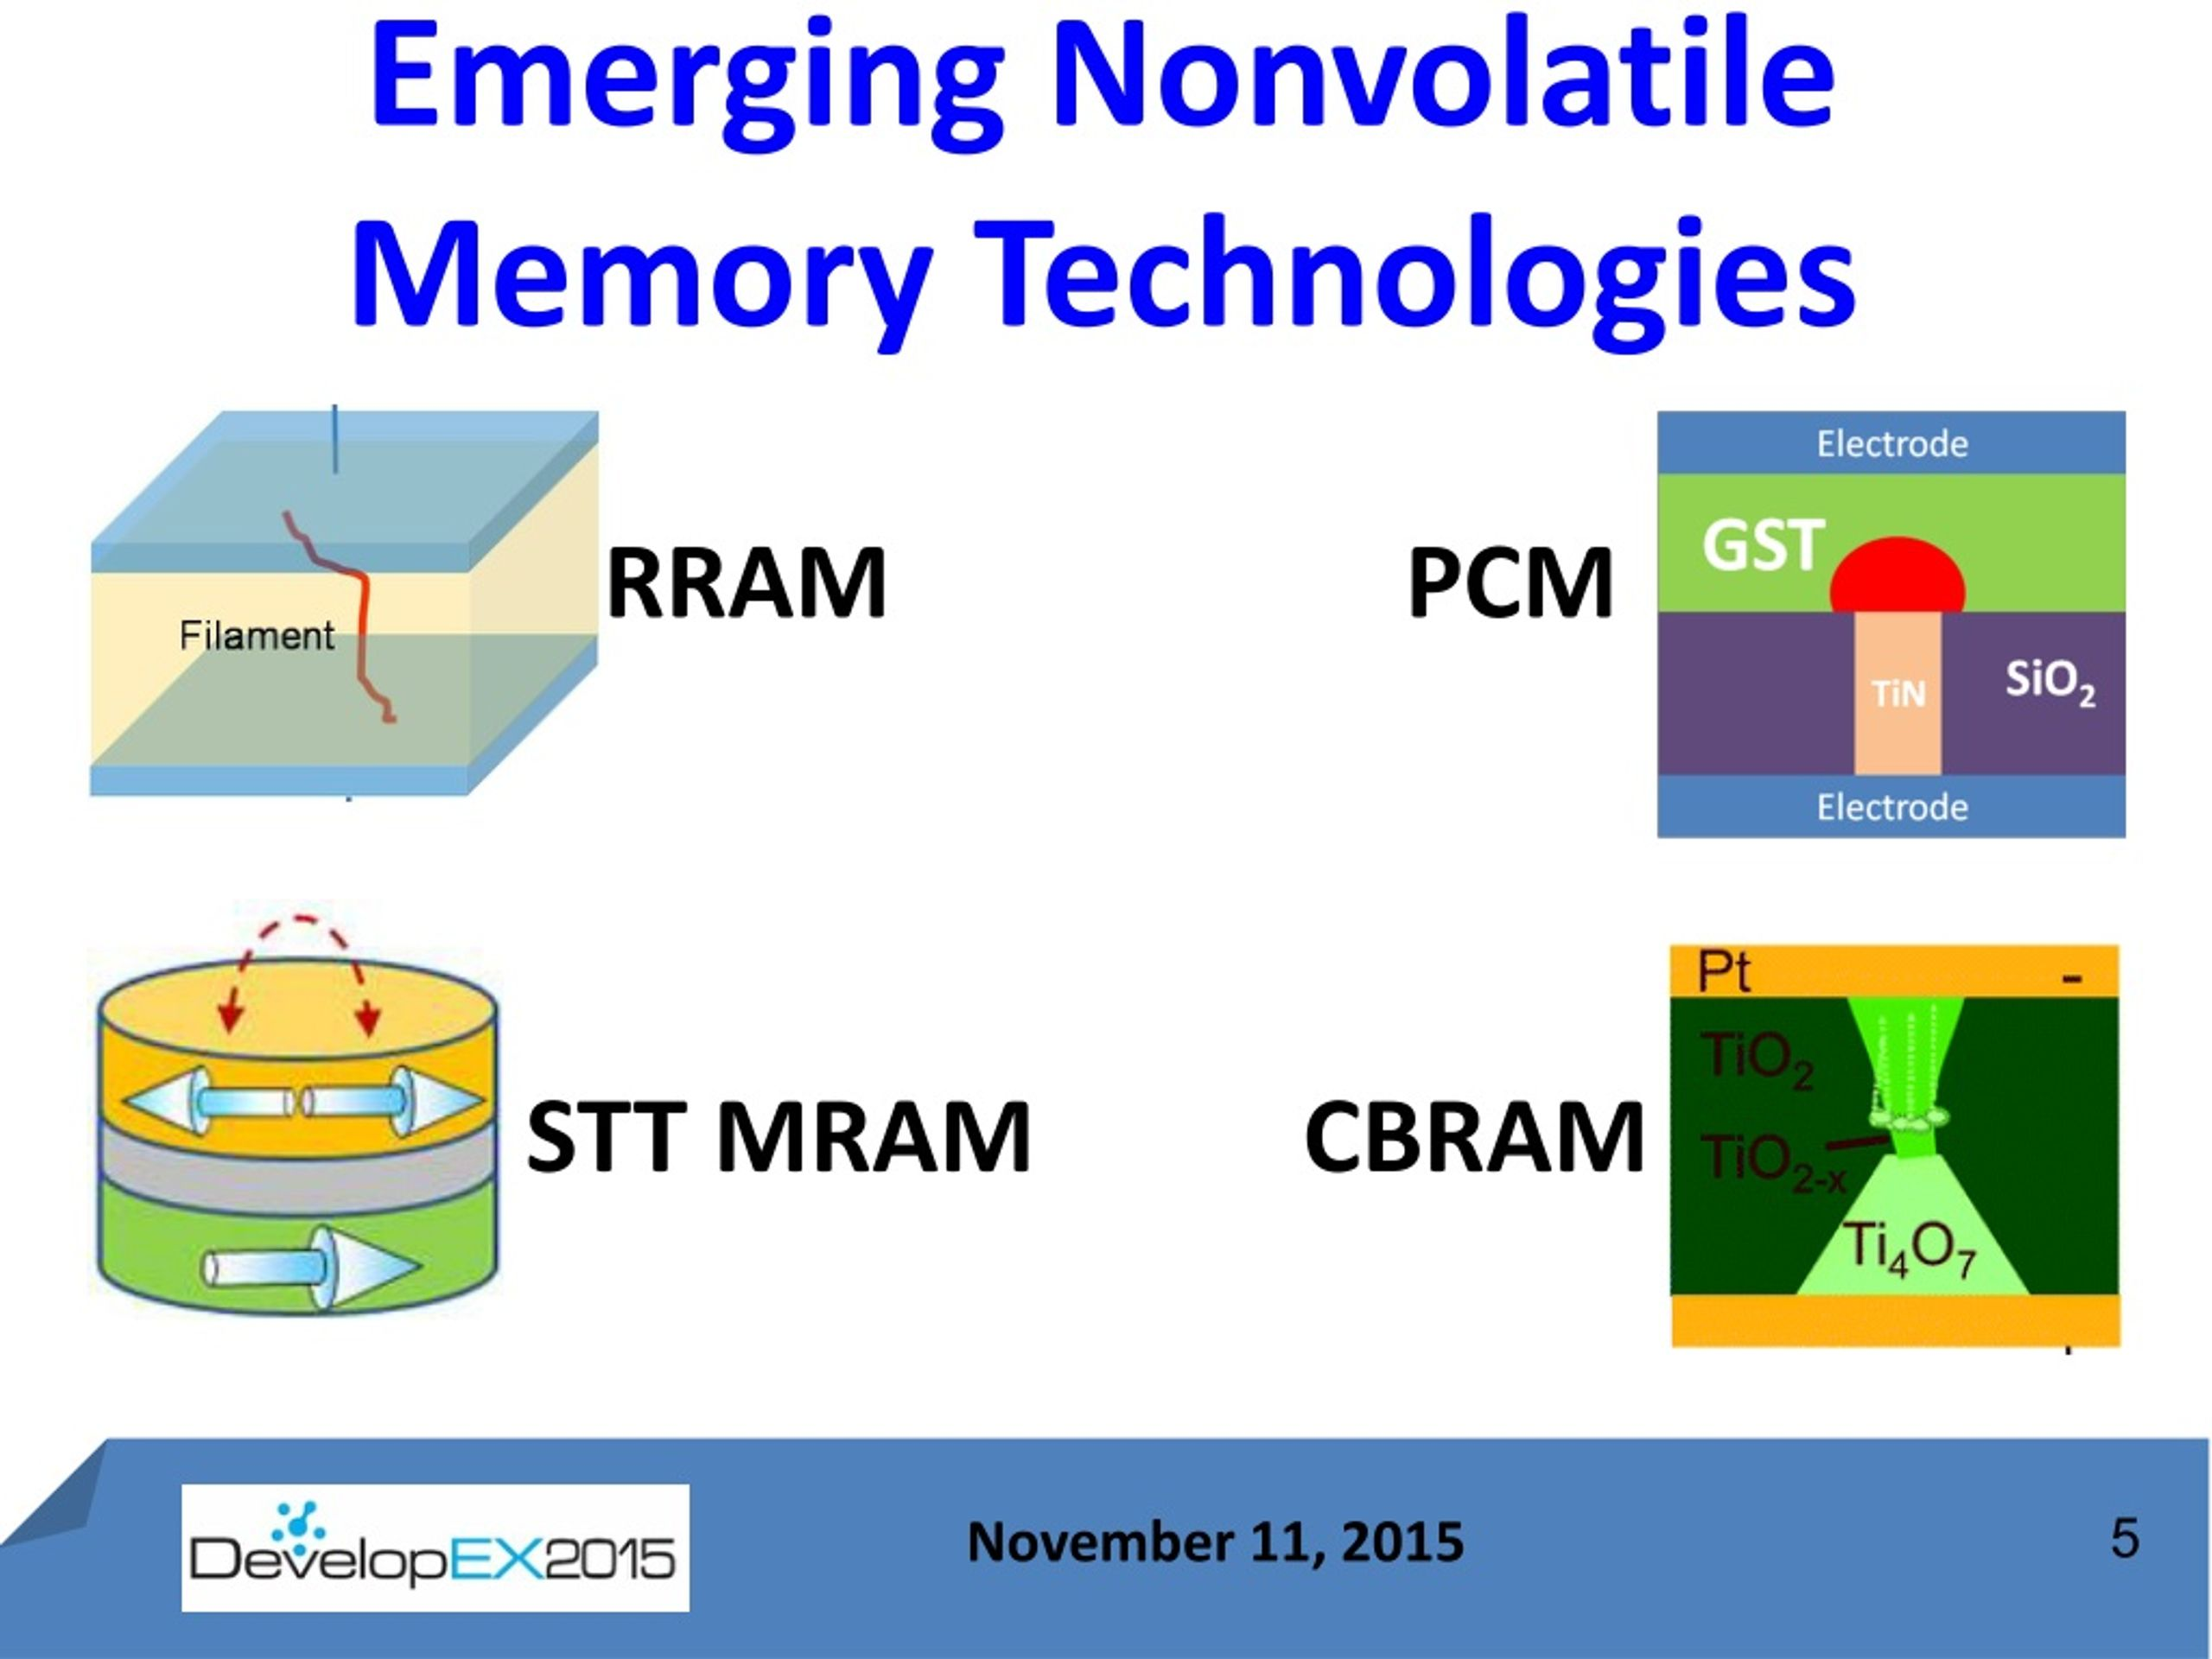 Emerging Nonvolatile
Memory Technologies
Filament
RRAM
PCM
Electrode
GST
TiN
SiO₂
Electrode
STT MRAM
CBRAM
Pt -
TiO₂
TiO₂₋ₓ
Ti₄O₇
DevelopEX2015
November 11, 2015
5